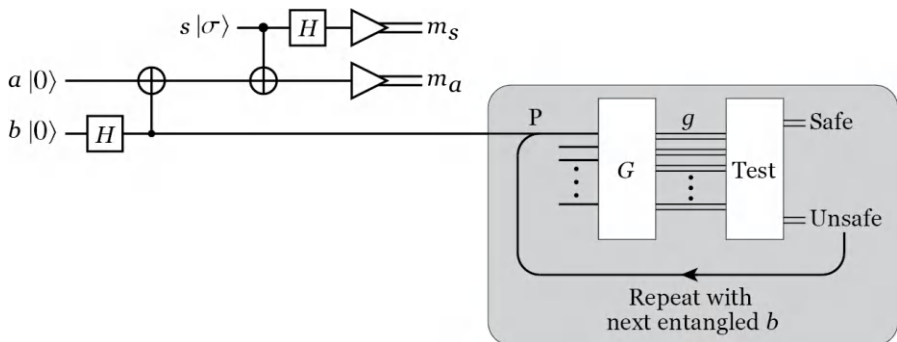 s |σ⟩ H m_s
a |0⟩ m_a
b |0⟩ H
P G g Test Safe
Unsafe
Repeat with
next entangled b